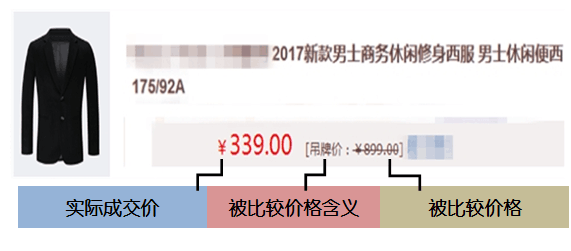 2017新款男士商务休闲修身西服 男士休闲便西
175/92A
¥339.00 [吊牌价：¥899.00]
实际成交价 被比较价格含义 被比较价格